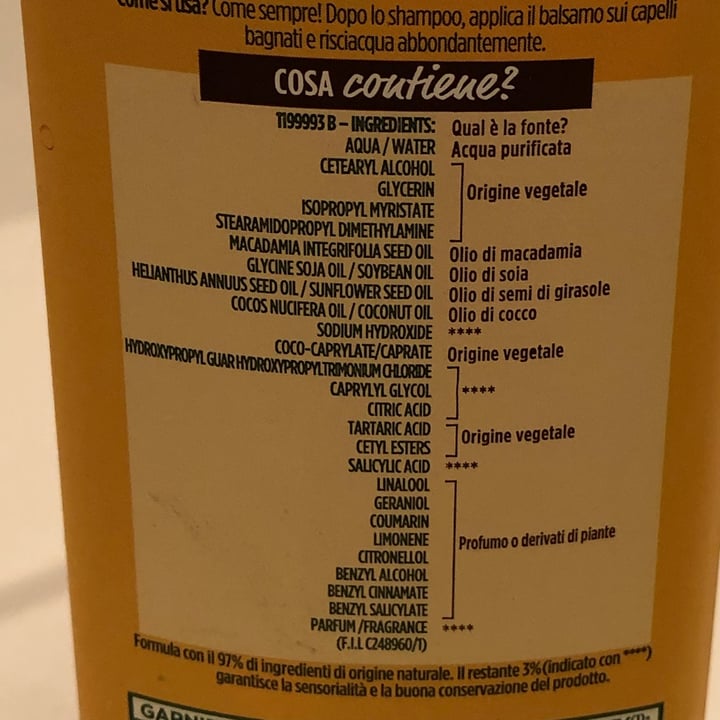 Come si usa? Come sempre! Dopo lo shampoo, applica il balsamo sui capelli
bagnati e risciacqua abbondantemente.
COSA contiene?
T199993 B – INGREDIENTS: Qual è la fonte?
AQUA / WATER Acqua purificata
CETEARYL ALCOHOL
GLYCERIN Origine vegetale
ISOPROPYL MYRISTATE
STEARAMIDOPROPYL DIMETHYLAMINE
MACADAMIA INTEGRIFOLIA SEED OIL Olio di macadamia
GLYCINE SOJA OIL / SOYBEAN OIL Olio di soia
HELIANTHUS ANNUUS SEED OIL / SUNFLOWER SEED OIL Olio di semi di girasole
COCOS NUCIFERA OIL / COCONUT OIL Olio di cocco
SODIUM HYDROXIDE ****
COCO-CAPRYLATE/CAPRATE Origine vegetale
HYDROXYPROPYL GUAR HYDROXYPROPYLTRIMONIUM CHLORIDE
CAPRYLYL GLYCOL ****
CITRIC ACID
TARTARIC ACID Origine vegetale
CETYL ESTERS
SALICYLIC ACID ****
LINALOOL
GERANIOL
COUMARIN
LIMONENE Profumo o derivati di piante
CITRONELLOL
BENZYL ALCOHOL
BENZYL CINNAMATE
BENZYL SALICYLATE
PARFUM / FRAGRANCE ****
(F.I.L C248960/1)
Formula con il 97% di ingredienti di origine naturale. Il restante 3% (indicato con ****)
garantisce la sensorialità e la buona conservazione del prodotto.